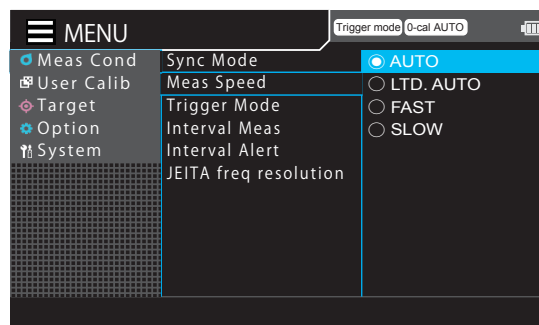 MENU
Trigger mode 0-cal AUTO
Meas Cond
User Calib
Target
Option
System
Sync Mode
Meas Speed
Trigger Mode
Interval Meas
Interval Alert
JEITA freq resolution
AUTO
LTD. AUTO
FAST
SLOW